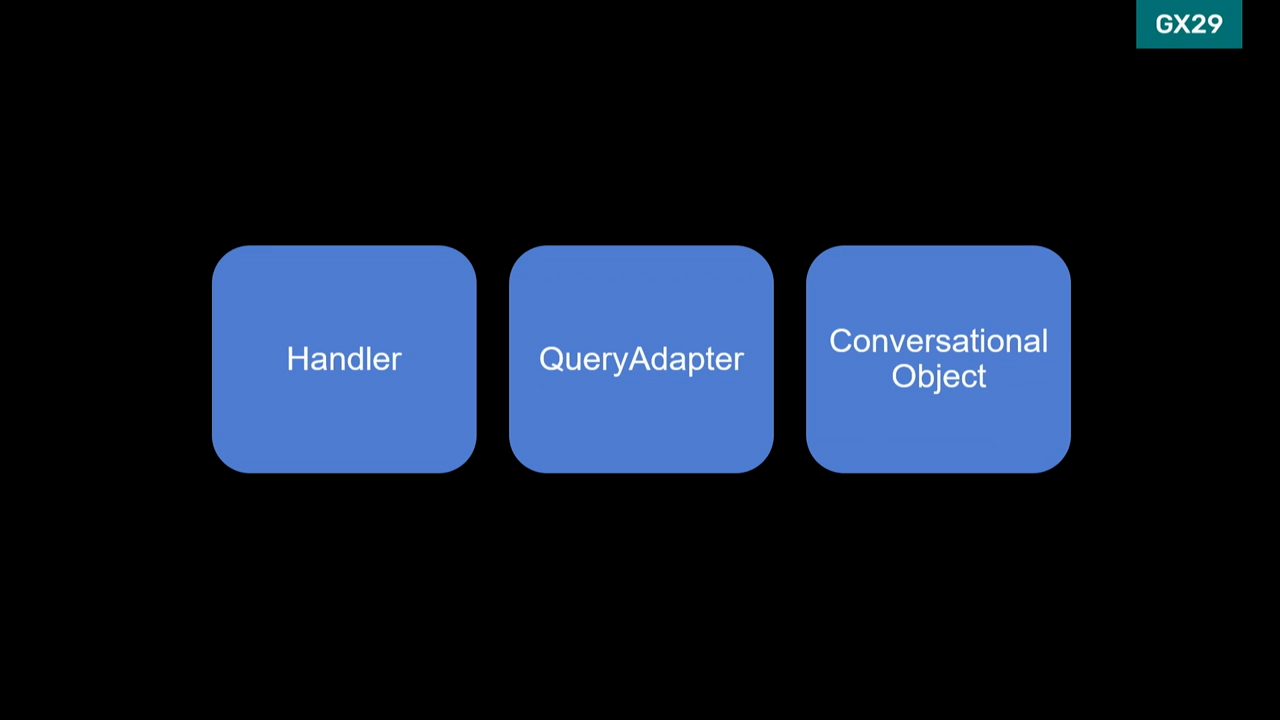 GX29
Handler
QueryAdapter
Conversational
Object